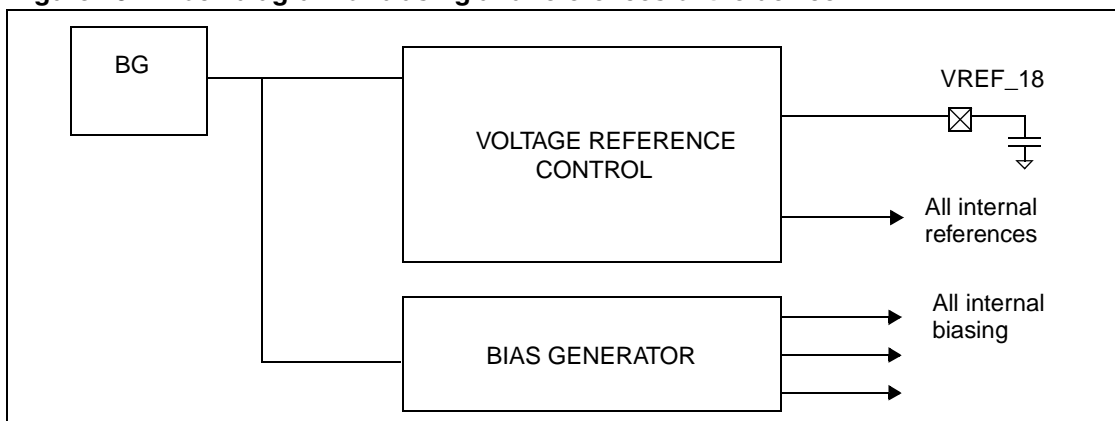 BG
VREF_18
VOLTAGE REFERENCE
CONTROL
All internal
references
All internal
biasing
BIAS GENERATOR